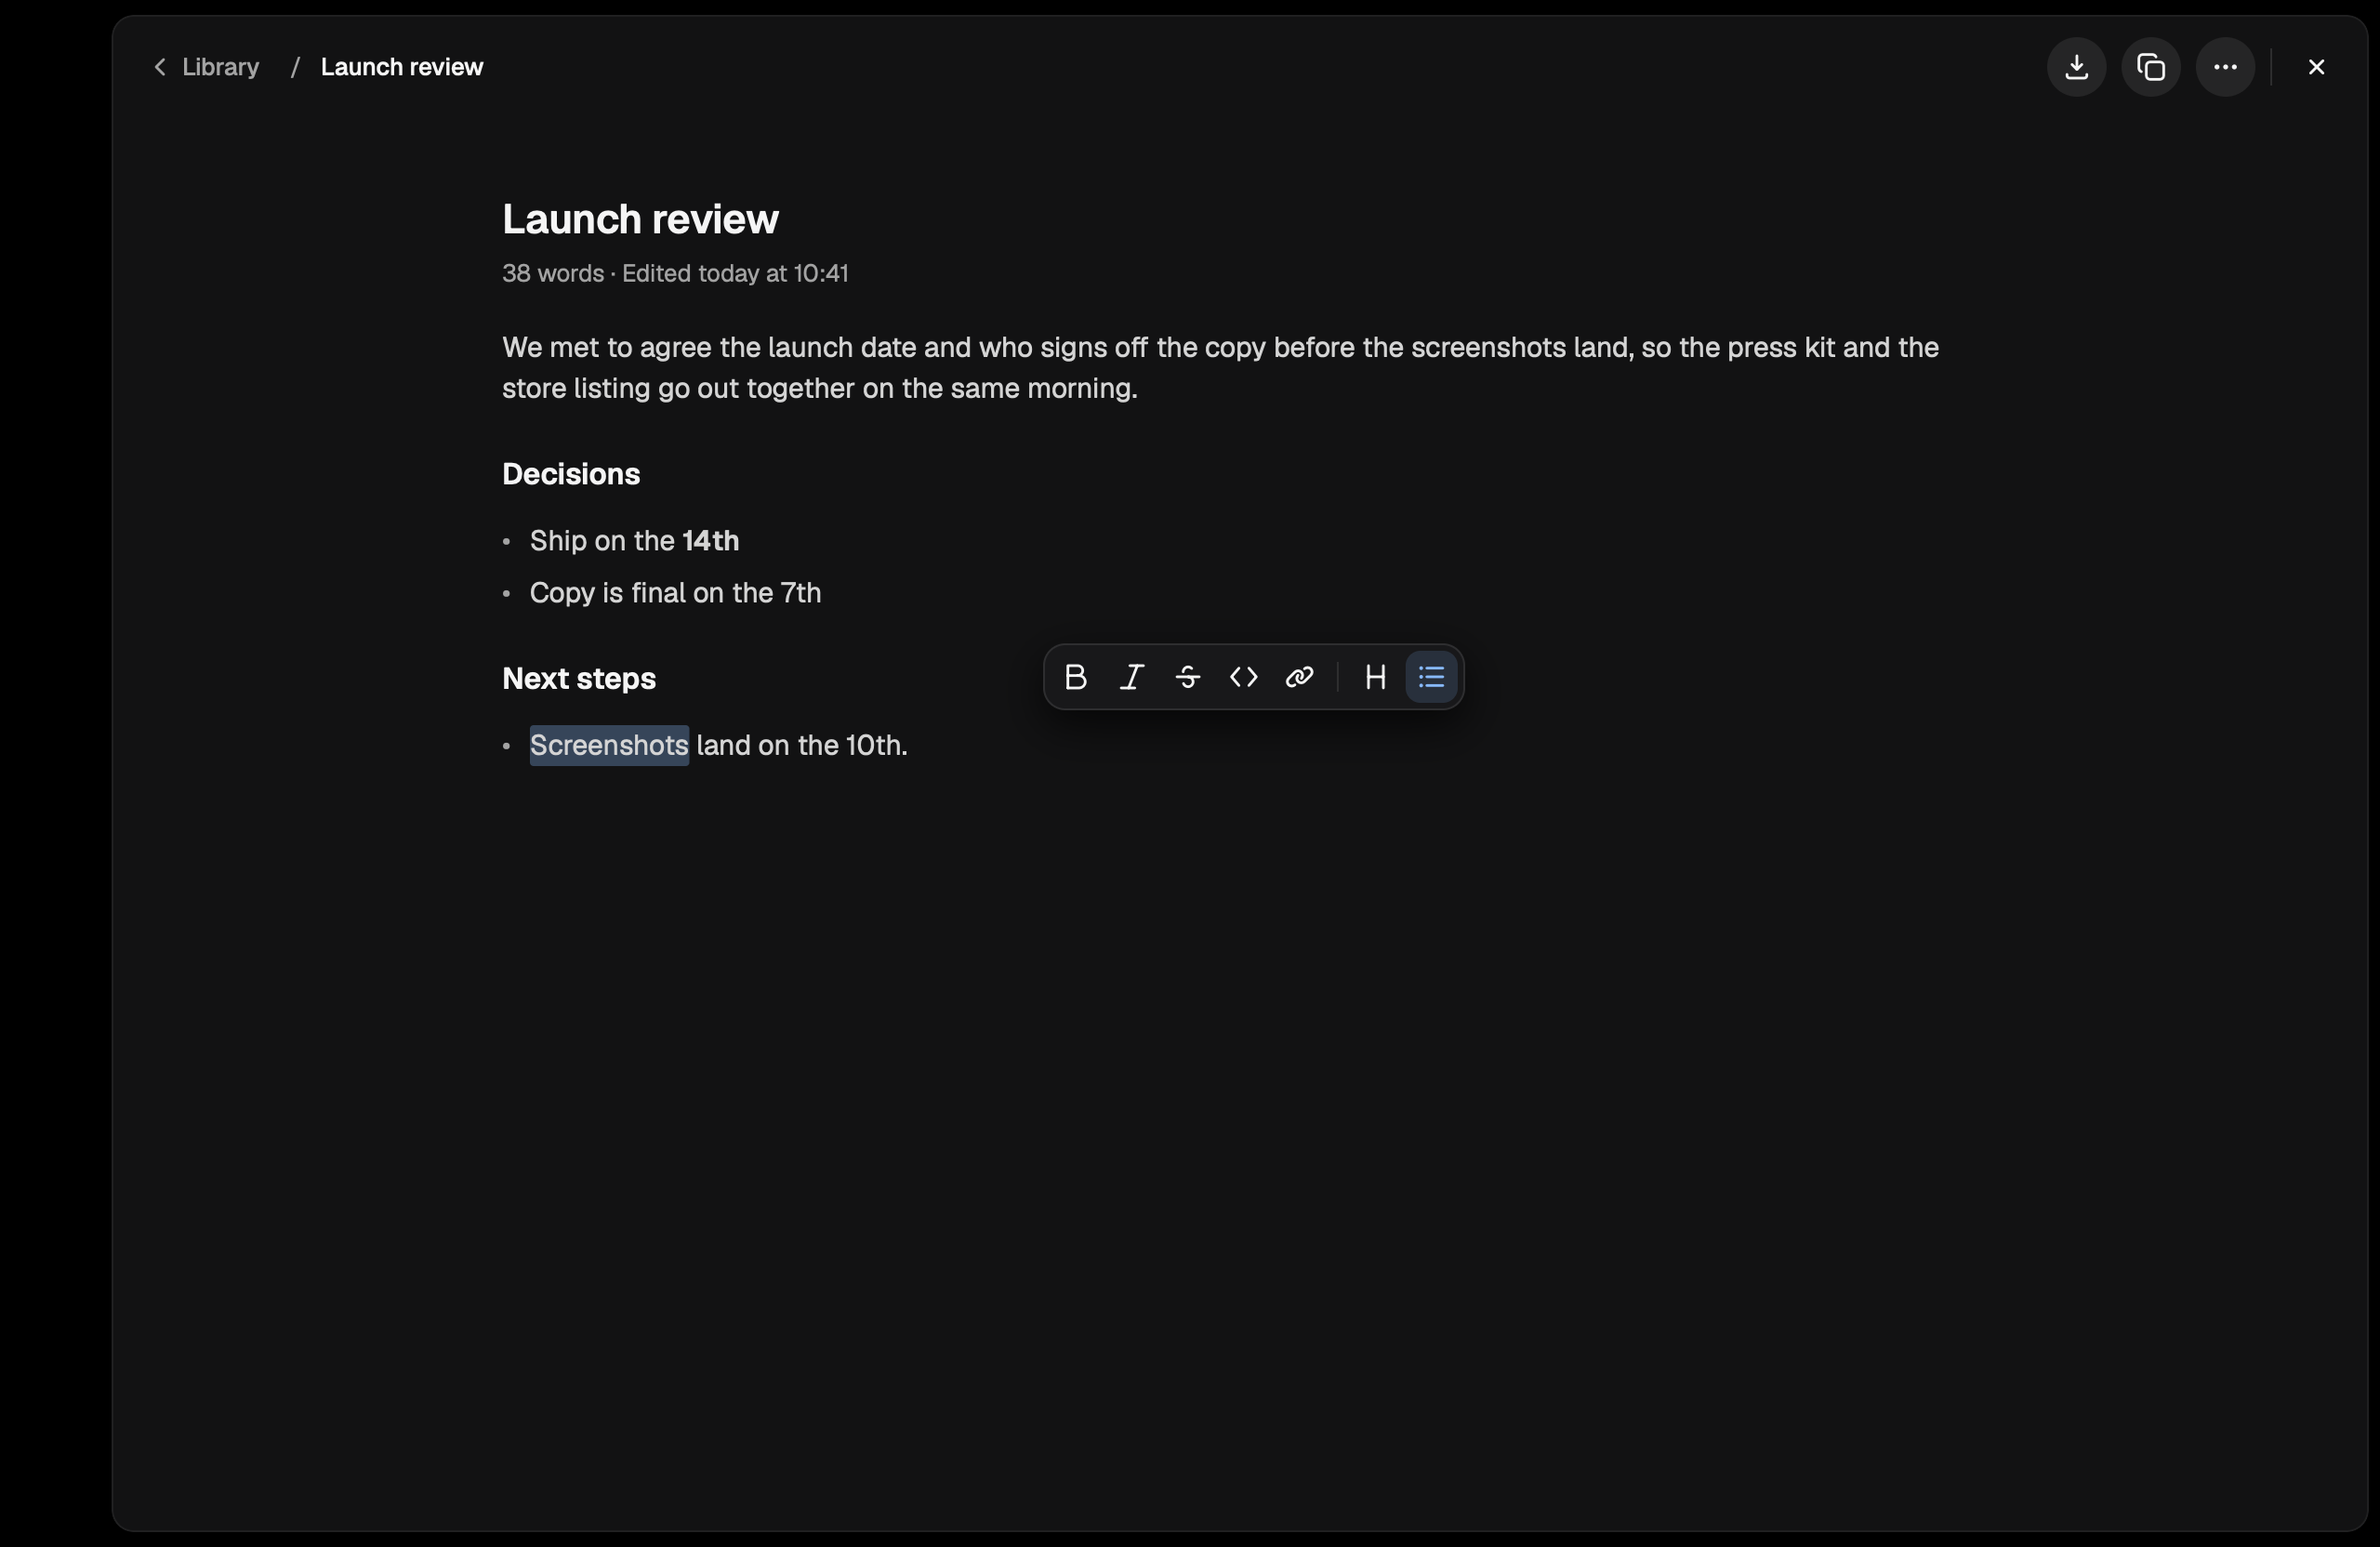 Library / Launch review
Launch review
38 words · Edited today at 10:41
We met to agree the launch date and who signs off the copy before the screenshots land, so the press kit and the
store listing go out together on the same morning.
Decisions
• Ship on the 14th
• Copy is final on the 7th
Next steps
• Screenshots land on the 10th.